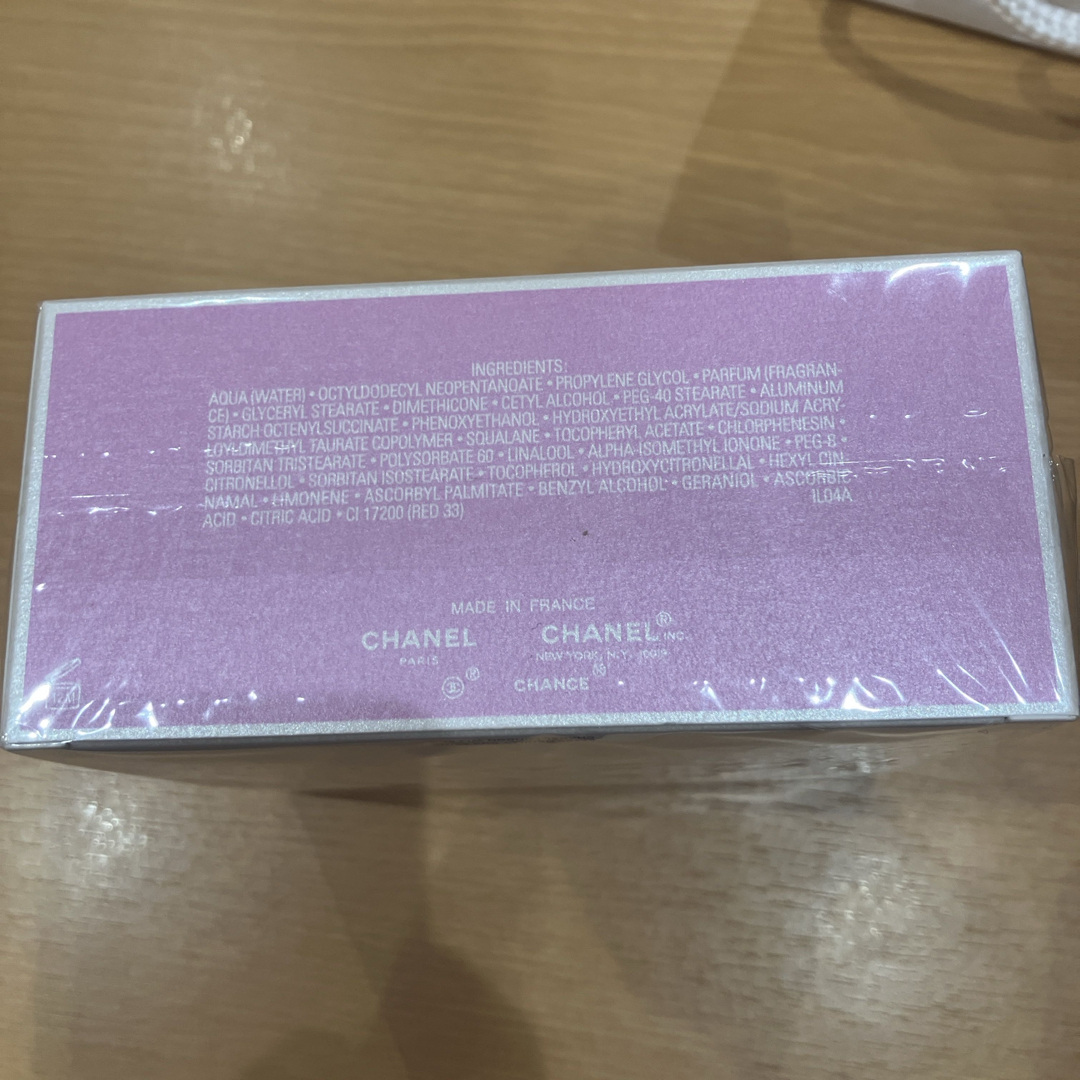 INGREDIENTS:
AQUA (WATER) • OCTYLDODECYL NEOPENTANOATE • PROPYLENE GLYCOL • PARFUM (FRAGRAN-
CE) • GLYCERYL STEARATE • DIMETHICONE • CETYL ALCOHOL • PEG-40 STEARATE • ALUMINUM
STARCH OCTENYLSUCCINATE • PHENOXYETHANOL • HYDROXYETHYL ACRYLATE/SODIUM ACRY-
LOYLDIMETHYL TAURATE COPOLYMER • SQUALANE • TOCOPHERYL ACETATE • CHLORPHENESIN •
SORBITAN TRISTEARATE • POLYSORBATE 60 • LINALOOL • ALPHA-ISOMETHYL IONONE • PEG-8 •
CITRONELLOL • SORBITAN ISOSTEARATE • TOCOPHEROL • HYDROXYCITRONELLAL • HEXYL CIN
NAMAL • LIMONENE • ASCORBYL PALMITATE • BENZYL ALCOHOL • GERANIOL • ASCORBIC
ACID • CITRIC ACID • CI 17200 (RED 33)
IL04A
MADE IN FRANCE
CHANEL CHANEL® INC.
PARIS NEW YORK, N.Y. 10019
® CHANCE®